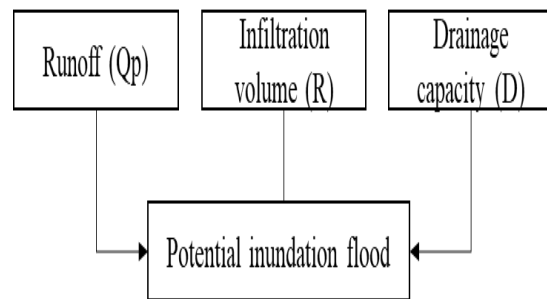 Runoff (Qp)
Infiltration
volume (R)
Drainage
capacity (D)
Potential inundation flood